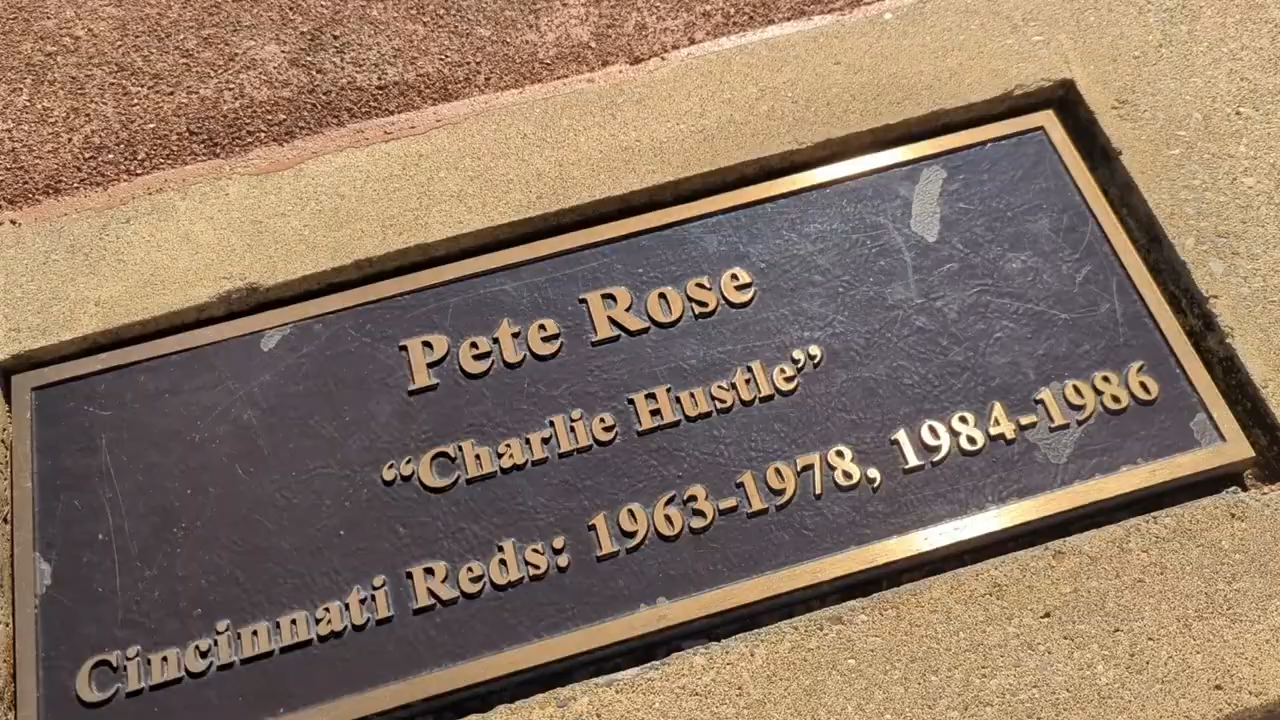 Pete Rose
“Charlie Hustle”
Cincinnati Reds: 1963-1978, 1984-1986